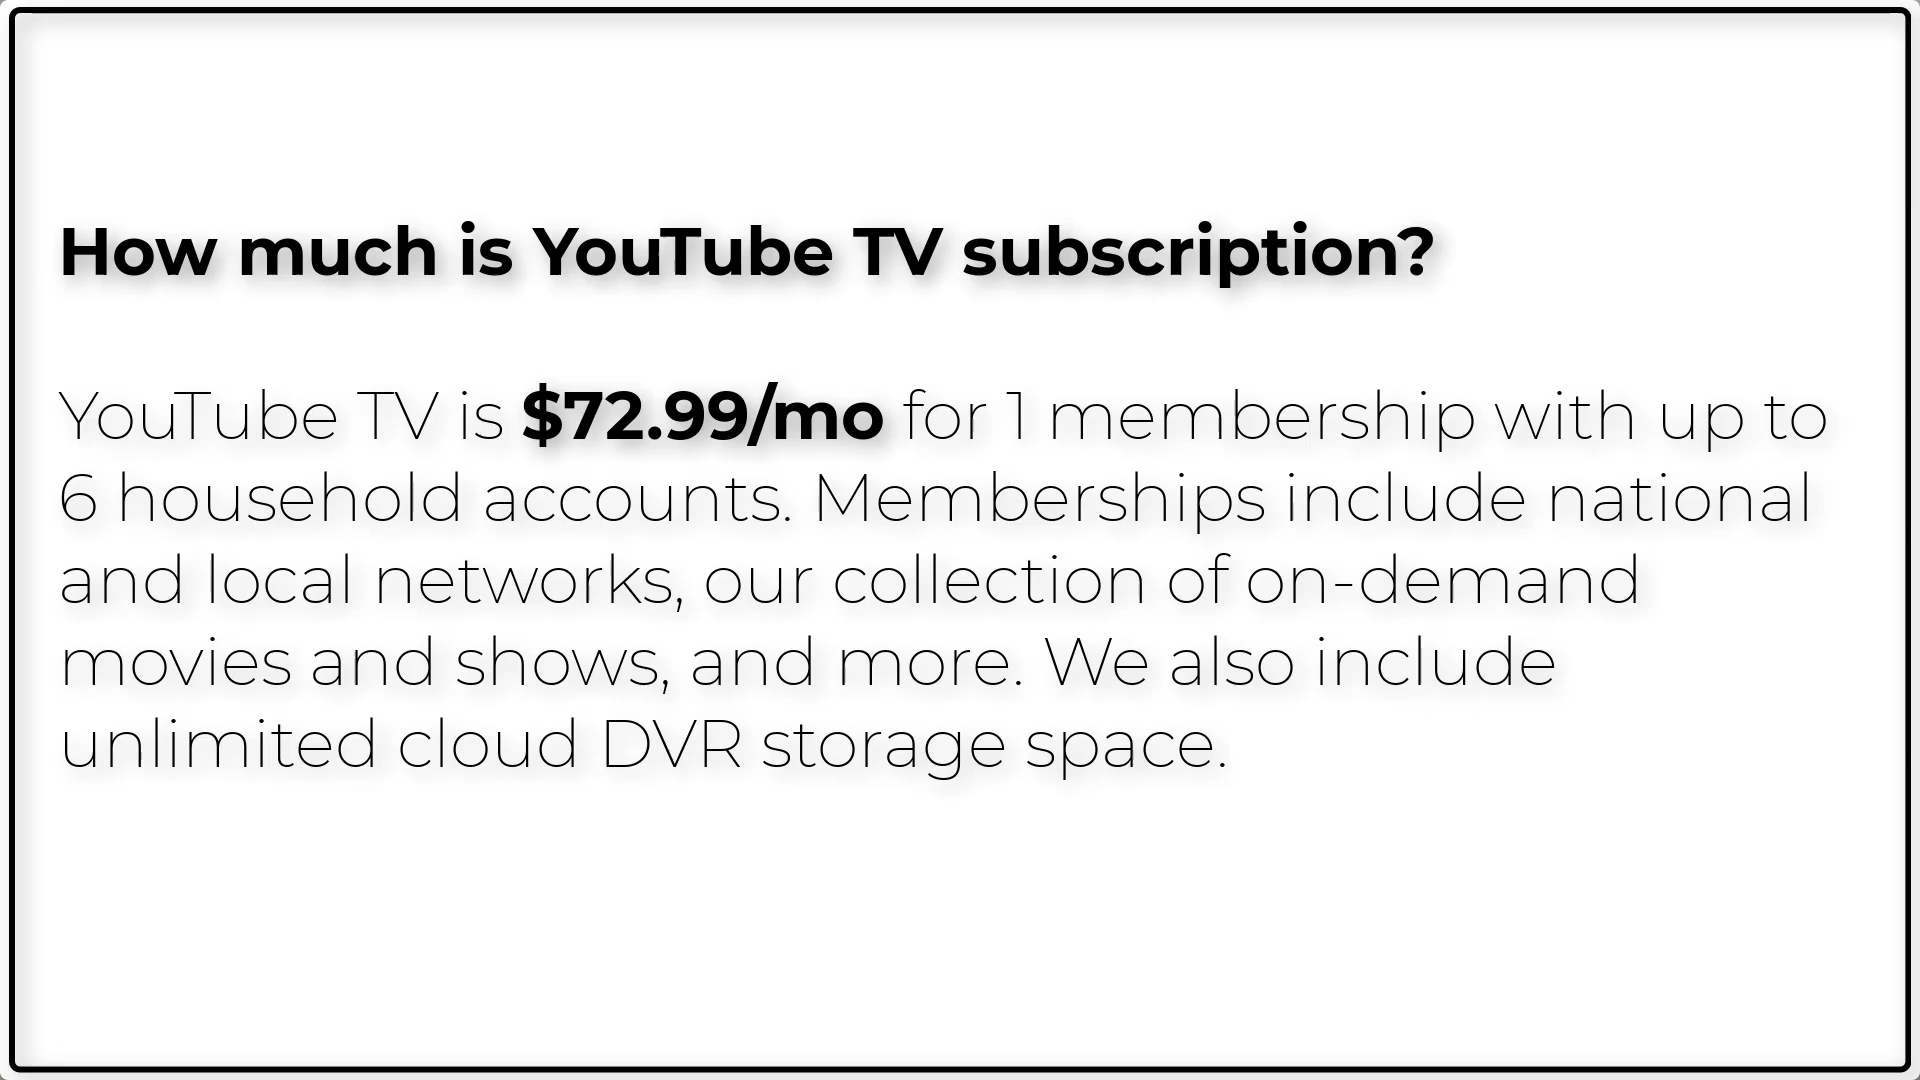 How much is YouTube TV subscription?
YouTube TV is $72.99/mo for 1 membership with up to
6 household accounts. Memberships include national
and local networks, our collection of on-demand
movies and shows, and more. We also include
unlimited cloud DVR storage space.